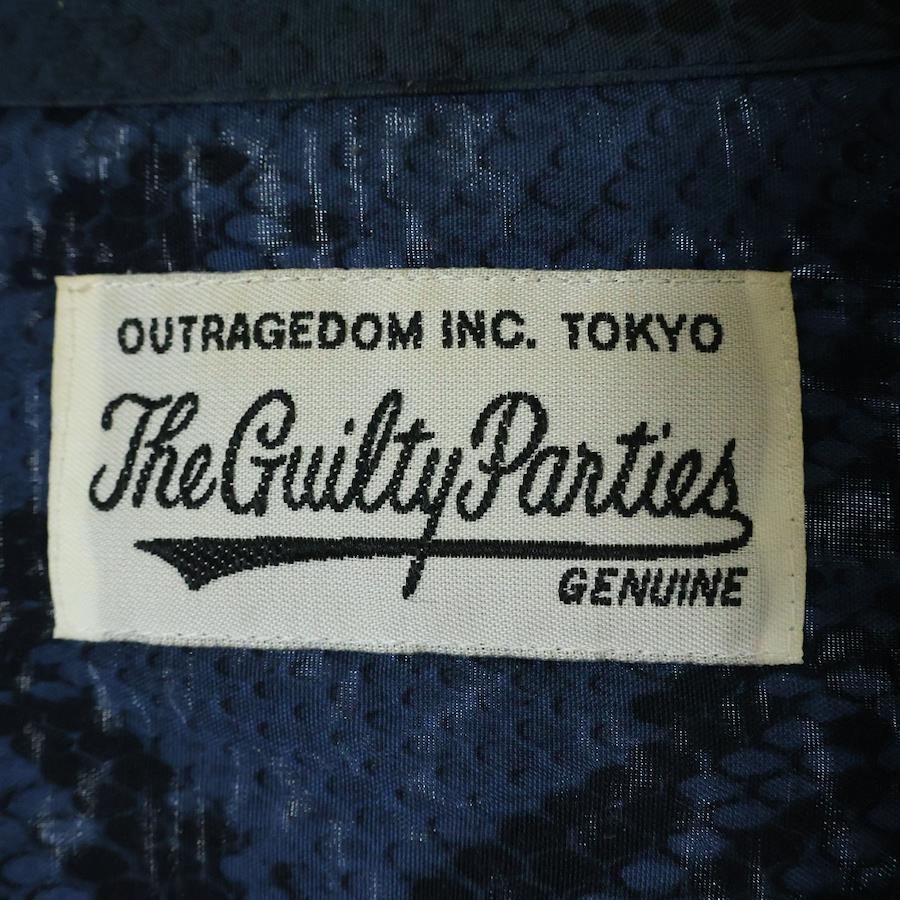 OUTRAGEDOM INC. TOKYO
The Guilty Parties
GENUINE